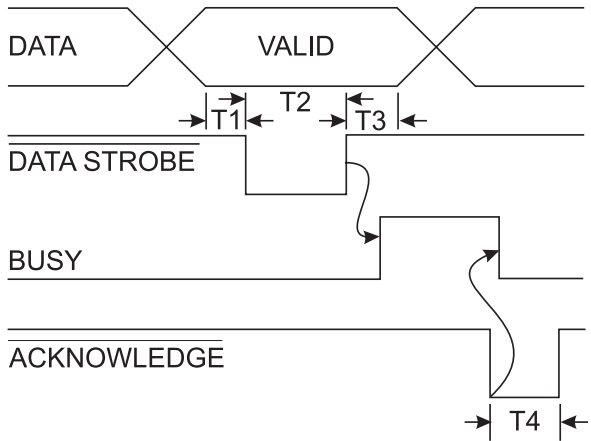 DATA
VALID
T1
T2
T3
DATA STROBE
BUSY
ACKNOWLEDGE
T4